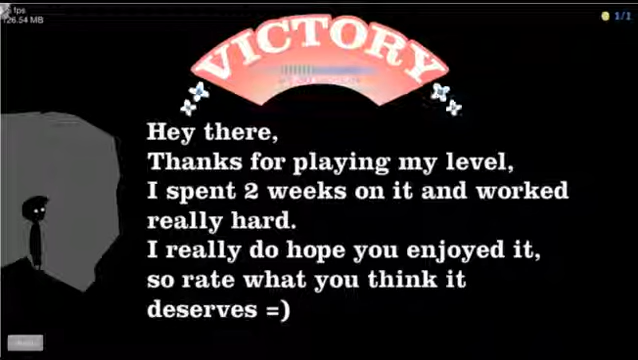 fps
126.54 MB
1/1
VICTORY
Hey there,
Thanks for playing my level,
I spent 2 weeks on it and worked
really hard.
I really do hope you enjoyed it,
so rate what you think it
deserves =)